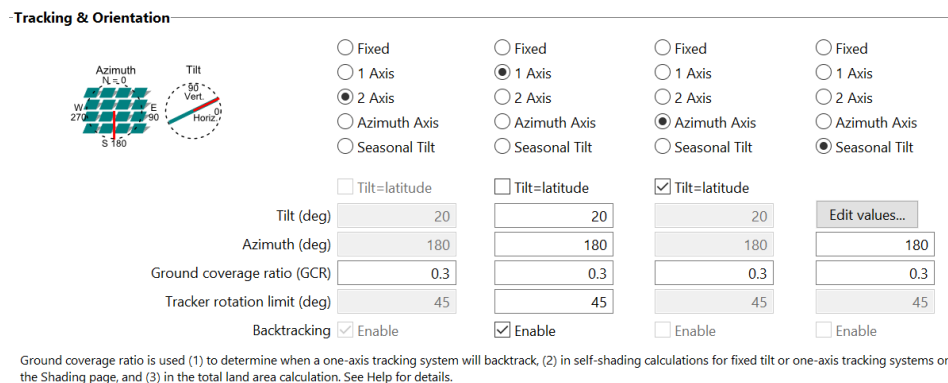 Tracking & Orientation
Fixed Fixed Fixed Fixed
Azimuth Tilt 1 Axis 1 Axis 1 Axis 1 Axis
N = 0 90
Vert. 2 Axis 2 Axis 2 Axis 2 Axis
W E 0
270 90 Horiz. Azimuth Axis Azimuth Axis Azimuth Axis Azimuth Axis
S 180 Seasonal Tilt Seasonal Tilt Seasonal Tilt Seasonal Tilt
Tilt=latitude Tilt=latitude Tilt=latitude
Tilt (deg) 20 20 20 Edit values...
Azimuth (deg) 180 180 180 180
Ground coverage ratio (GCR) 0.3 0.3 0.3 0.3
Tracker rotation limit (deg) 45 45 45 45
Backtracking Enable Enable Enable Enable
Ground coverage ratio is used (1) to determine when a one-axis tracking system will backtrack, (2) in self-shading calculations for fixed tilt or one-axis tracking systems on
the Shading page, and (3) in the total land area calculation. See Help for details.